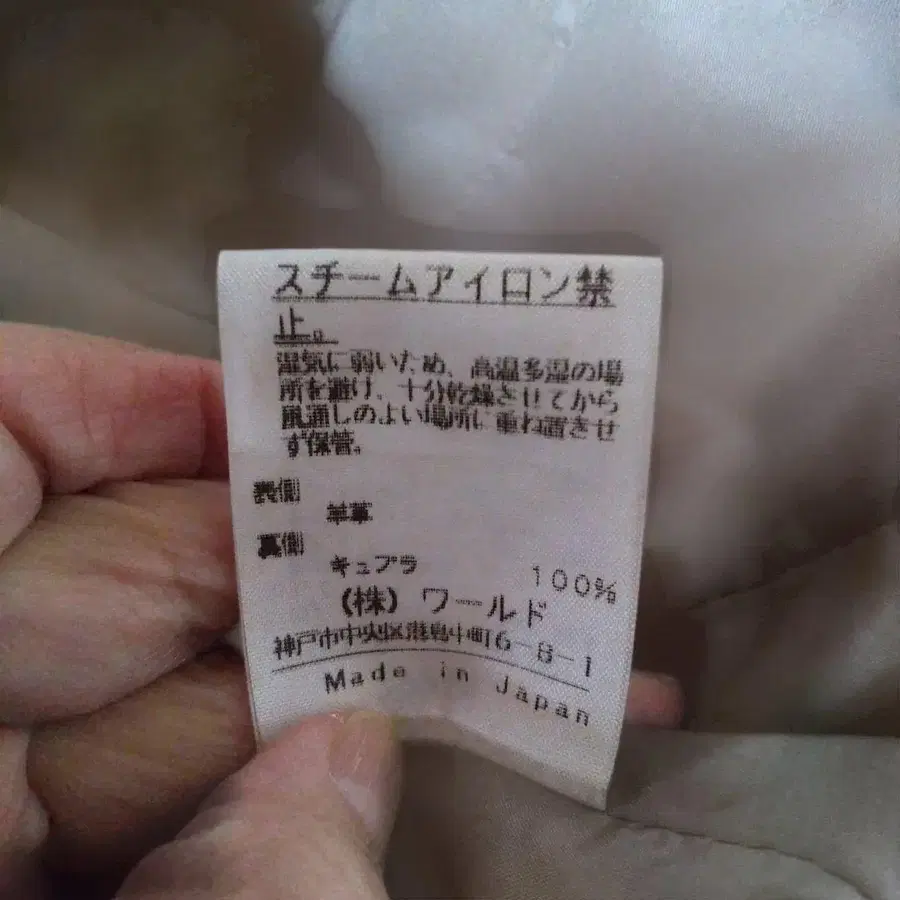 スチームアイロン禁
止。
湿気に弱いため、高温多湿の場
所を避け、十分乾燥させてから
風通しのよい場所に重ね置きせ
ず保管。
表側
羊革
裏側
キュプラ 100%
(株) ワールド
神戸市中央区港島中町6-8-1
Made in Japan